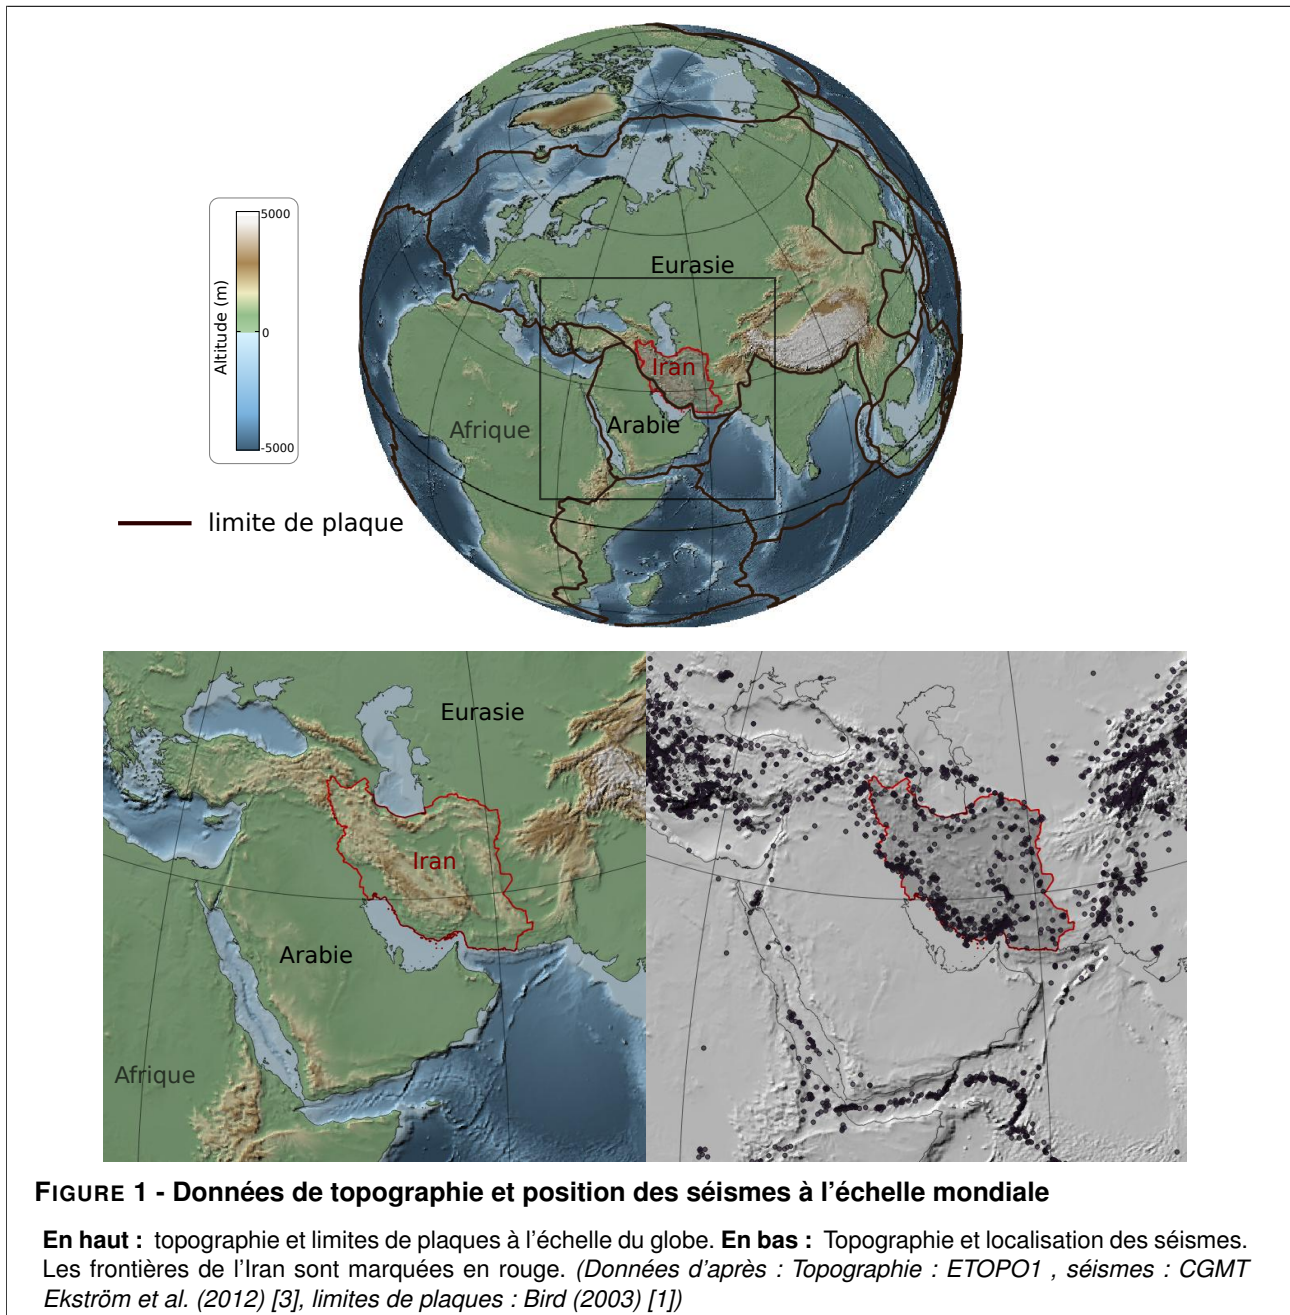 5000
0
-5000
Altitude (m)
Eurasie
Iran
Arabie
Afrique
limite de plaque
Eurasie
Iran
Arabie
Afrique
FIGURE 1 - Données de topographie et position des séismes à l'échelle mondiale
En haut : topographie et limites de plaques à l'échelle du globe. En bas : Topographie et localisation des séismes.
Les frontières de l'Iran sont marquées en rouge. (Données d'après : Topographie : ETOPO1 , séismes : CGMT
Ekström et al. (2012) [3], limites de plaques : Bird (2003) [1])